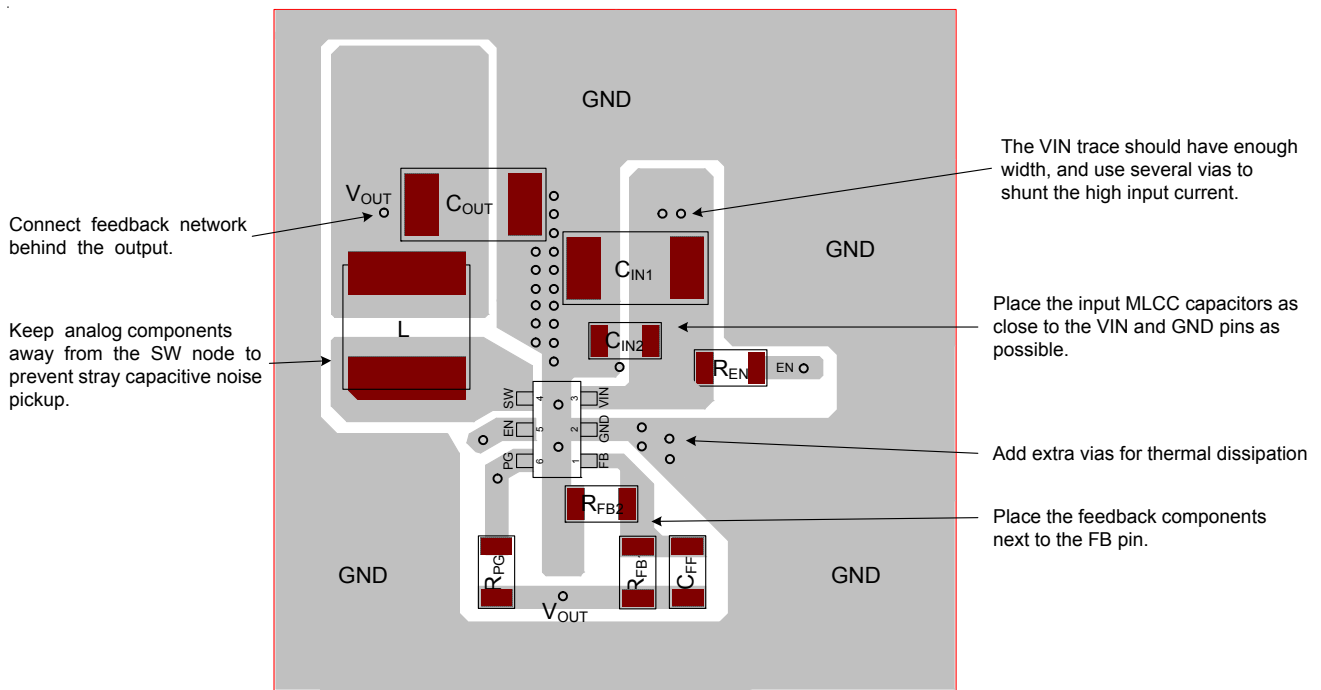 GND
The VIN trace should have enough
width, and use several vias to
shunt the high input current.
VOUT
COUT
Connect feedback network
behind the output.
GND
CIN1
Place the input MLCC capacitors as
close to the VIN and GND pins as
possible.
Keep analog components
away from the SW node to
prevent stray capacitive noise
pickup.
L
CIN2
REN
EN
SW
4
3
VIN
EN
5
2
GND
PG
6
1
FB
Add extra vias for thermal dissipation
RFB2
Place the feedback components
next to the FB pin.
GND
RPG
RFB1
CFF
GND
VOUT